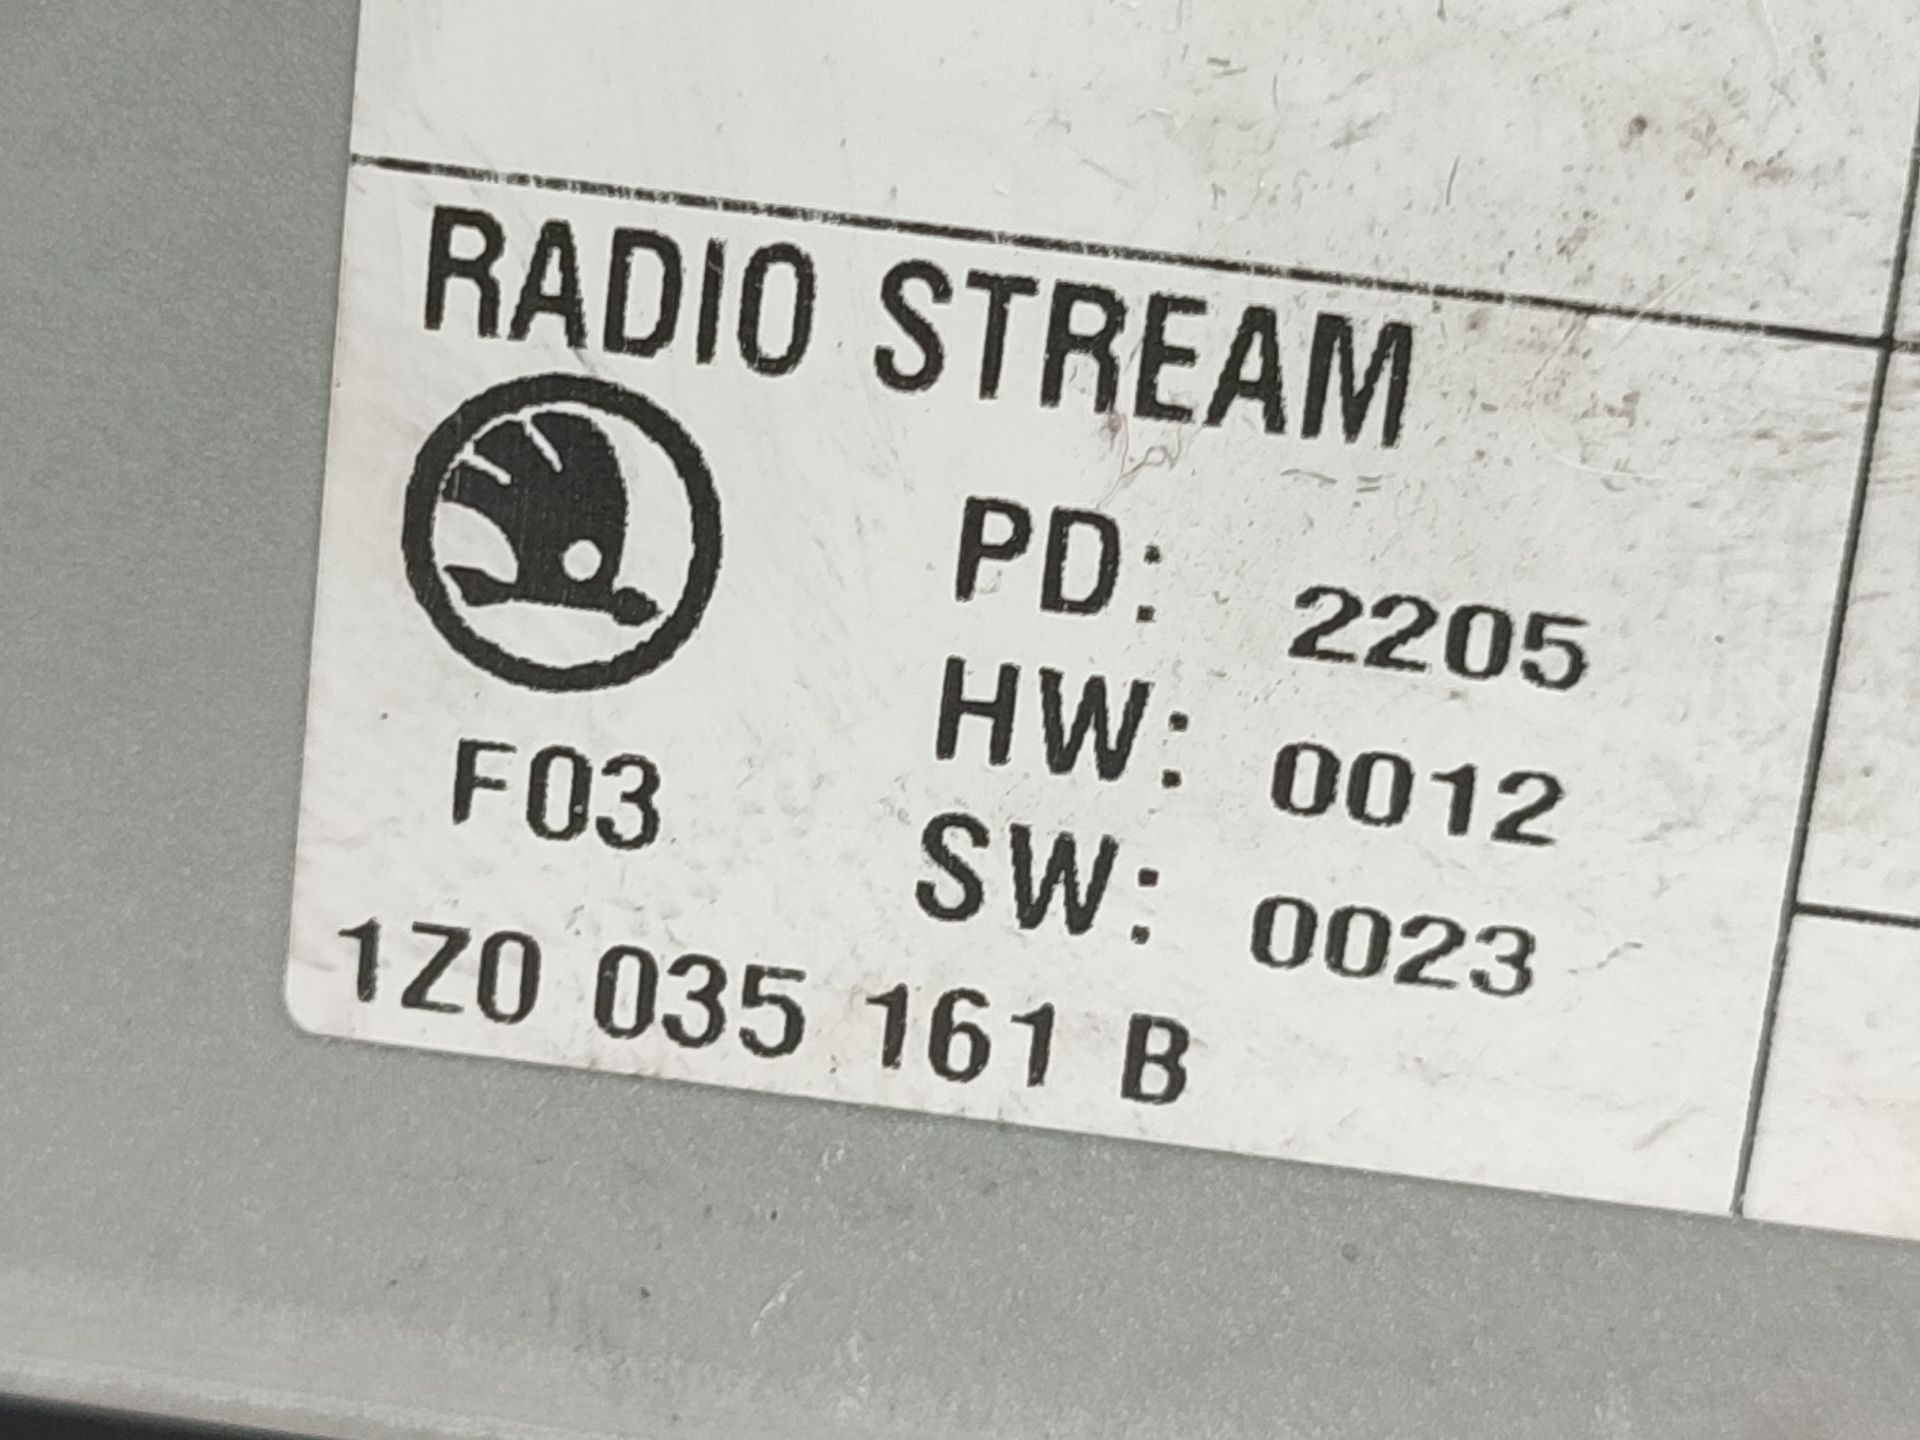 RADIO STREAM
PD: 2205
HW: 0012
F03
SW: 0023
1Z0 035 161 B